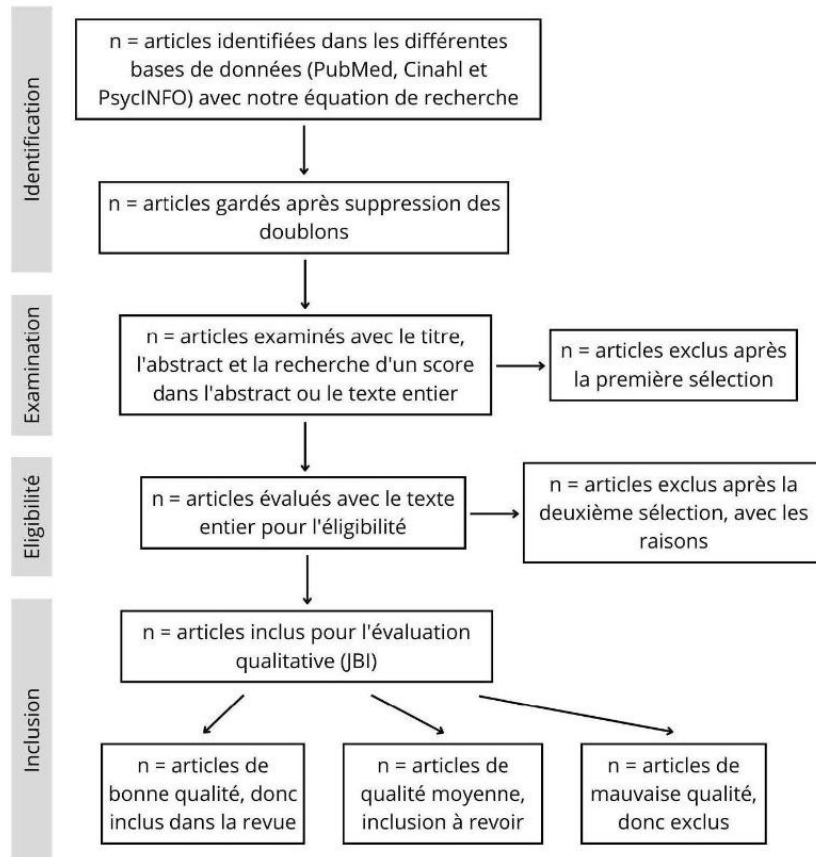 Identification
n = articles identifiées dans les différentes
bases de données (PubMed, Cinahl et
PsycINFO) avec notre équation de recherche
n = articles gardés après suppression des
doublons
Examination
n = articles examinés avec le titre,
l'abstract et la recherche d'un score
dans l'abstract ou le texte entier
n = articles exclus après
la première sélection
Eligibilité
n = articles évalués avec le texte
entier pour l'éligibilité
n = articles exclus après la
deuxième sélection, avec les
raisons
Inclusion
n = articles inclus pour l'évaluation
qualitative (JBI)
n = articles de
bonne qualité, donc
inclus dans la revue
n = articles de
qualité moyenne,
inclusion à revoir
n = articles de
mauvaise qualité,
donc exclus